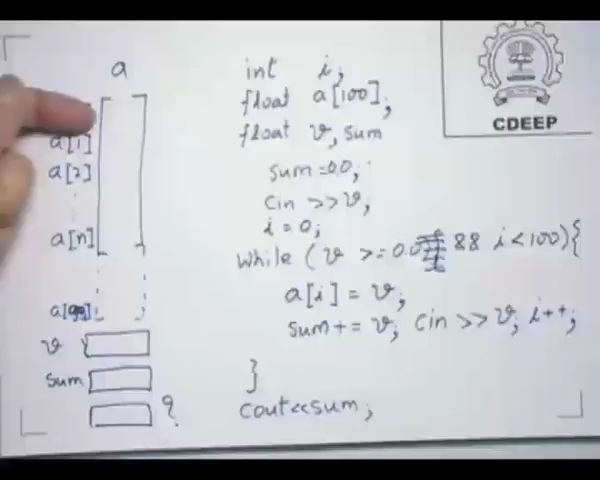 a
a[1]
a[2]
a[n]
a[99]
v
sum
int i,
float a[100];
float v, sum
sum = 0.0;
cin >> v,
i = 0;
while ( v >= 0.0 && i < 100){
a[i] = v,
sum + = v, cin >> v, i++;
}
cout << sum;
CDEEP